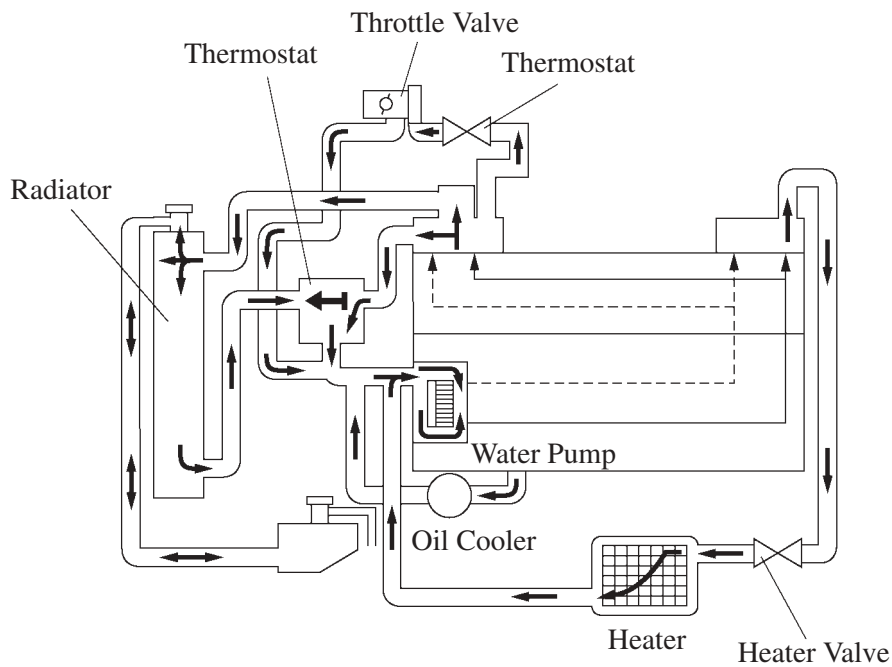 Throttle Valve
Thermostat
Thermostat
Radiator
Water Pump
Oil Cooler
Heater
Heater Valve